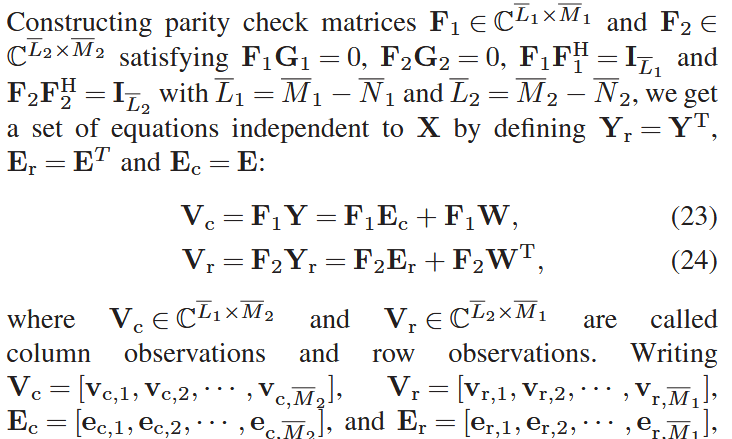 Constructing parity check matrices F₁ ∈ ℂ^{L̅₁×M̅₁} and F₂ ∈
ℂ^{L̅₂×M̅₂} satisfying F₁G₁ = 0, F₂G₂ = 0, F₁F₁ᴴ = I_{L̅₁} and
F₂F₂ᴴ = I_{L̅₂} with L̅₁ = M̅₁ − N̅₁ and L̅₂ = M̅₂ − N̅₂, we get
a set of equations independent to X by defining Y_r = Y^T,
E_r = E^T and E_c = E:
V_c = F₁Y = F₁E_c + F₁W, (23)
V_r = F₂Y_r = F₂E_r + F₂W^T, (24)
where V_c ∈ ℂ^{L̅₁×M̅₂} and V_r ∈ ℂ^{L̅₂×M̅₁} are called
column observations and row observations. Writing
V_c = [v_{c,1}, v_{c,2}, ⋯ , v_{c,M̅₂}], V_r = [v_{r,1}, v_{r,2}, ⋯ , v_{r,M̅₁}],
E_c = [e_{c,1}, e_{c,2}, ⋯ , e_{c,M̅₂}], and E_r = [e_{r,1}, e_{r,2}, ⋯ , e_{r,M̅₁}],